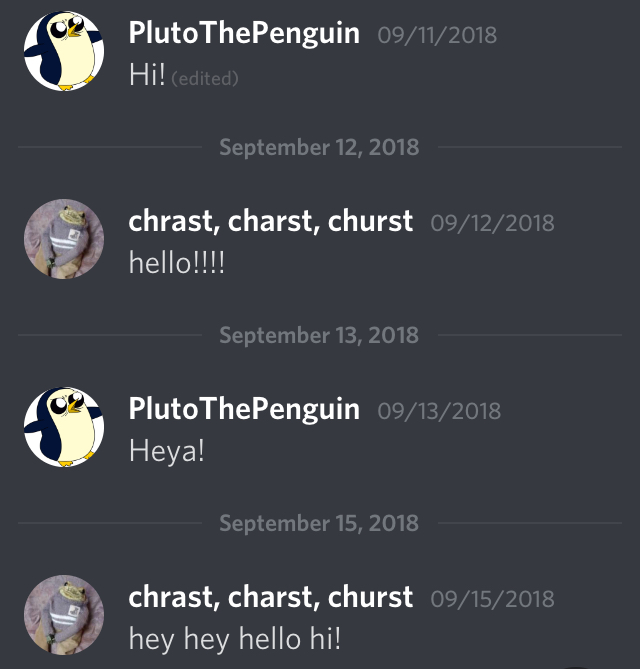 PlutoThePenguin 09/11/2018
Hi! (edited)
September 12, 2018
chrast, charst, churst 09/12/2018
hello!!!!
September 13, 2018
PlutoThePenguin 09/13/2018
Heya!
September 15, 2018
chrast, charst, churst 09/15/2018
hey hey hello hi!